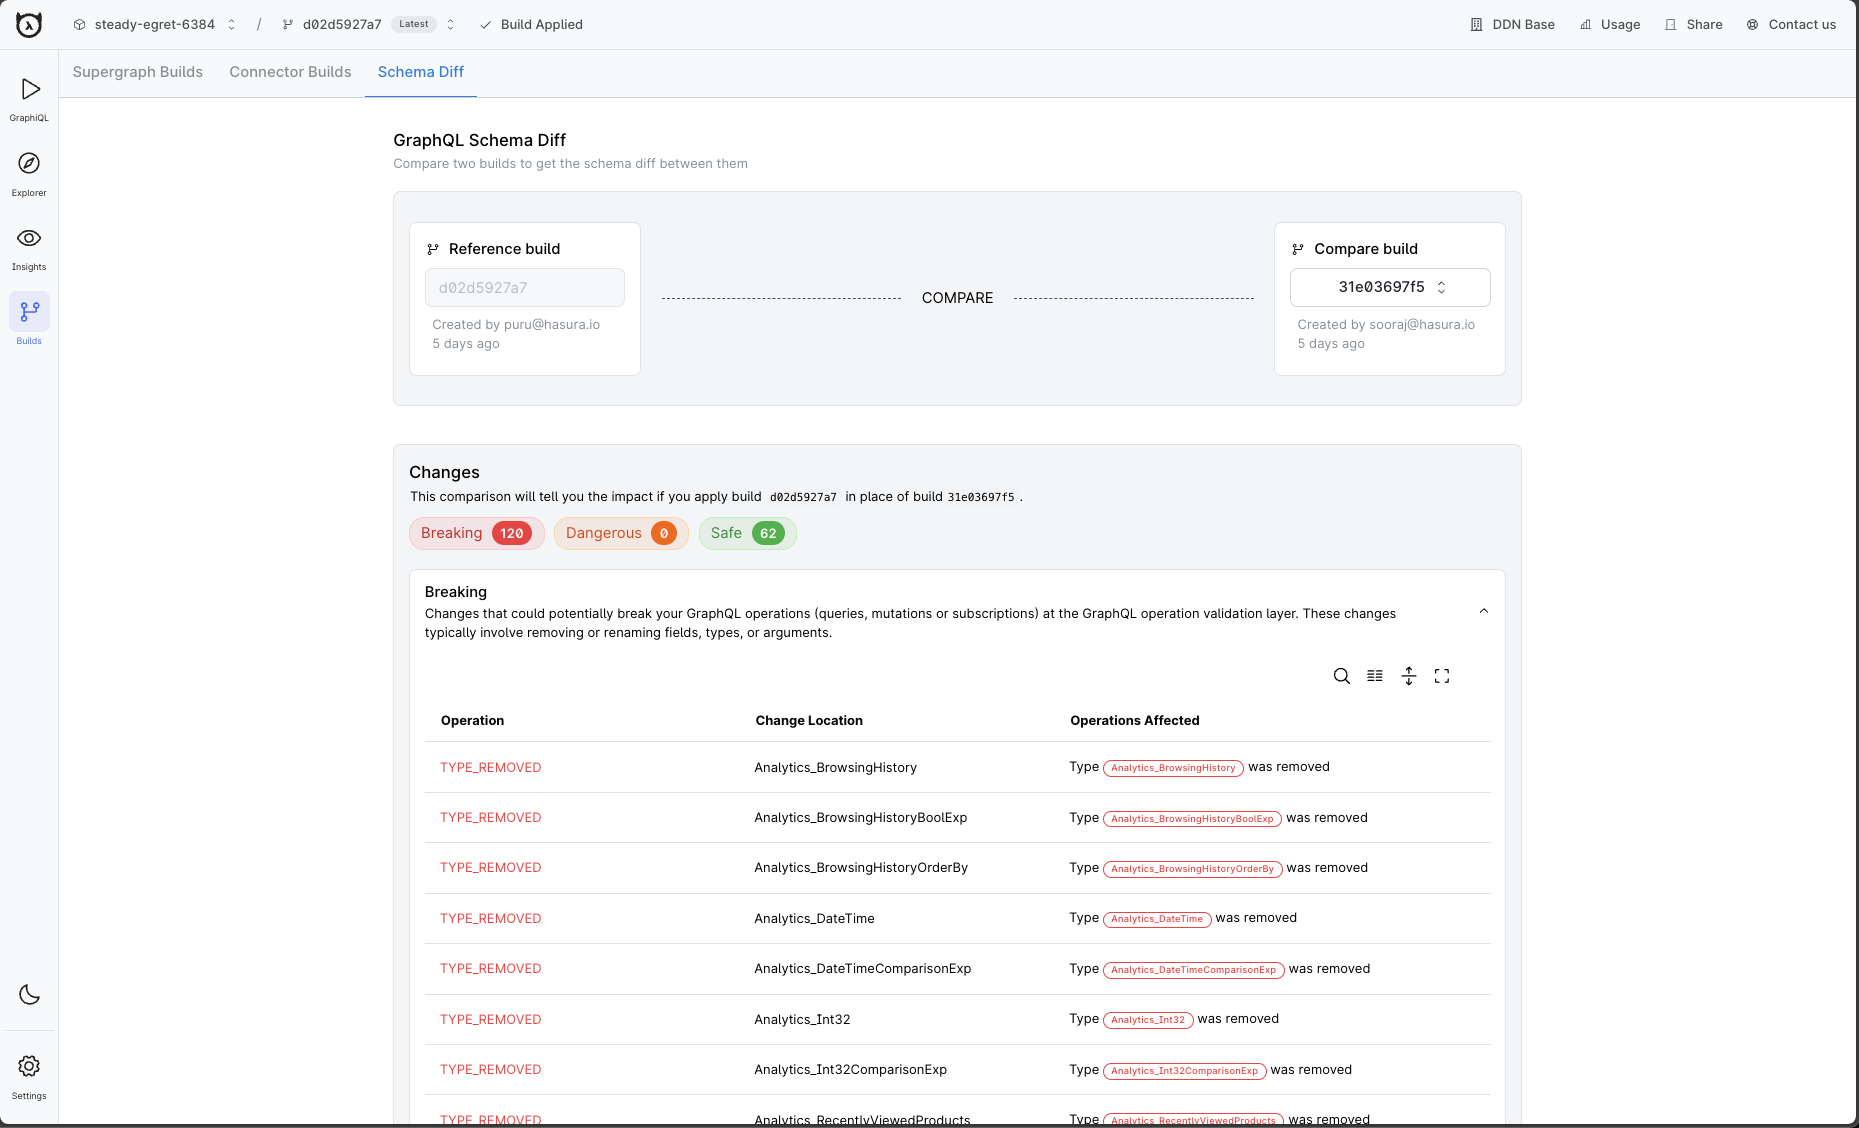 steady-egret-6384 / d02d5927a7 Latest Build Applied DDN Base Usage Share Contact us
Supergraph Builds Connector Builds Schema Diff
GraphiQL
Explorer
Insights
Builds
Settings
GraphQL Schema Diff
Compare two builds to get the schema diff between them
Reference build
d02d5927a7
Created by puru@hasura.io
5 days ago
COMPARE
Compare build
31e03697f5
Created by sooraj@hasura.io
5 days ago
Changes
This comparison will tell you the impact if you apply build d02d5927a7 in place of build 31e03697f5 .
Breaking 120 Dangerous 0 Safe 62
Breaking
Changes that could potentially break your GraphQL operations (queries, mutations or subscriptions) at the GraphQL operation validation layer. These changes
typically involve removing or renaming fields, types, or arguments.
Operation Change Location Operations Affected
TYPE_REMOVED Analytics_BrowsingHistory Type Analytics_BrowsingHistory was removed
TYPE_REMOVED Analytics_BrowsingHistoryBoolExp Type Analytics_BrowsingHistoryBoolExp was removed
TYPE_REMOVED Analytics_BrowsingHistoryOrderBy Type Analytics_BrowsingHistoryOrderBy was removed
TYPE_REMOVED Analytics_DateTime Type Analytics_DateTime was removed
TYPE_REMOVED Analytics_DateTimeComparisonExp Type Analytics_DateTimeComparisonExp was removed
TYPE_REMOVED Analytics_Int32 Type Analytics_Int32 was removed
TYPE_REMOVED Analytics_Int32ComparisonExp Type Analytics_Int32ComparisonExp was removed
TYPE_REMOVED Analytics_RecentlyViewedProducts Type Analytics_RecentlyViewedProducts was removed